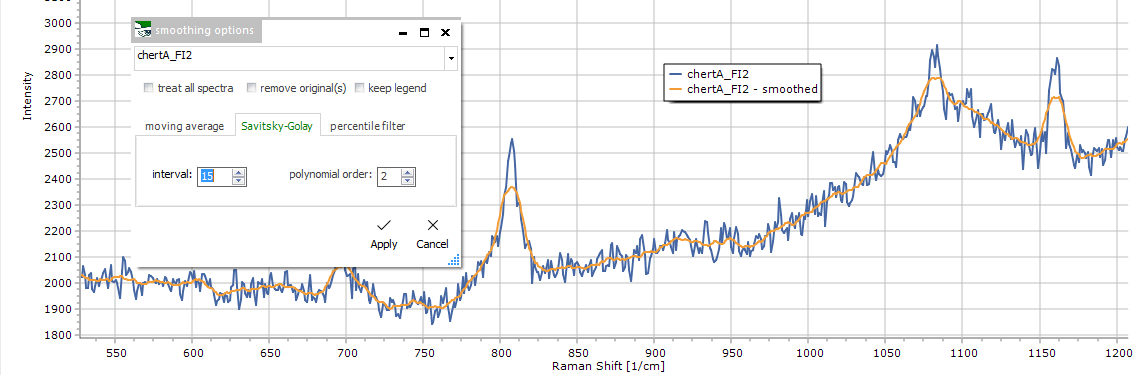 smoothing options
chertA_FI2
treat all spectra
remove original(s)
keep legend
moving average
Savitsky-Golay
percentile filter
interval: 15
polynomial order: 2
Apply
Cancel
chertA_FI2
chertA_FI2 - smoothed
Intensity
3000
2900
2800
2700
2600
2500
2400
2300
2200
2100
2000
1900
1800
550 600 650 700 750 800 850 900 950 1000 1050 1100 1150 1200
Raman Shift [1/cm]